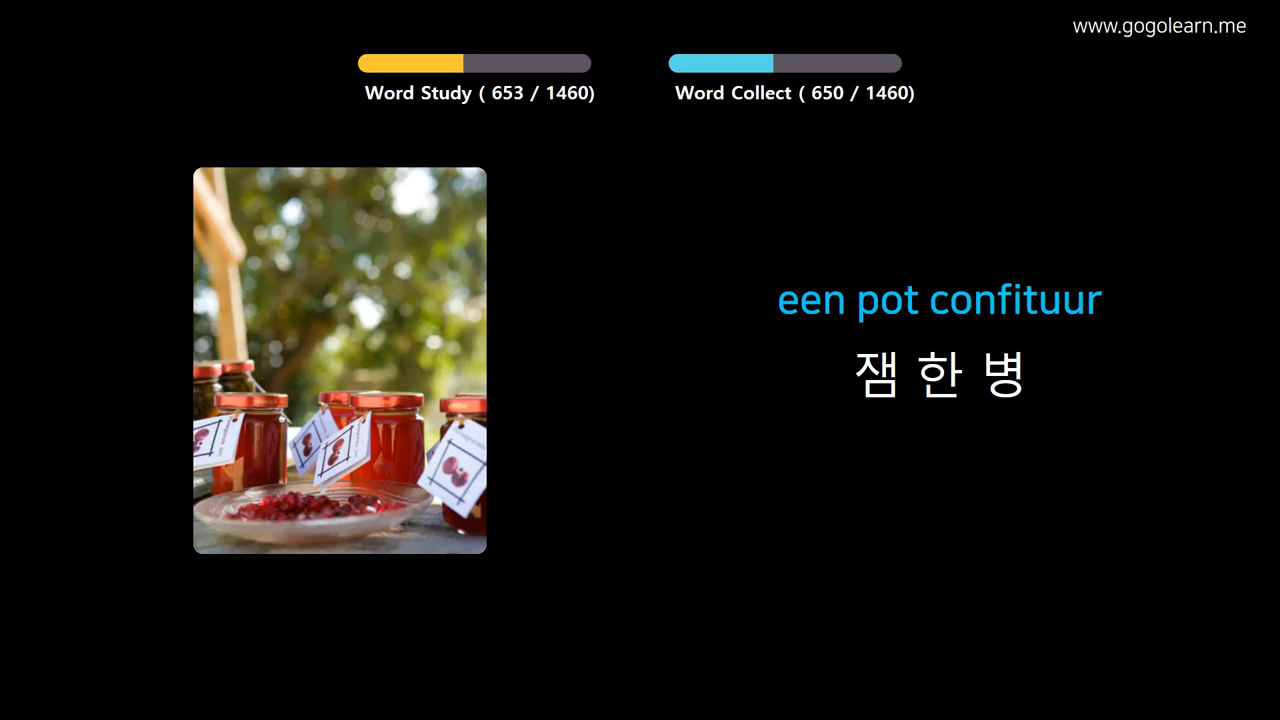 www.gogolearn.me
Word Study ( 653 / 1460)
Word Collect ( 650 / 1460)
een pot confituur
잼 한 병